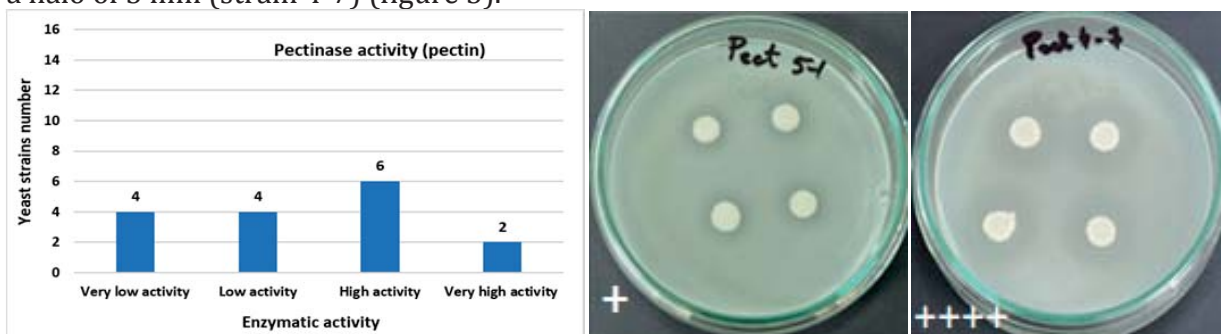 a halo of mm (strain 4-7) (figure
Pectinase activity (pectin)
Yeast strains number
16
14
12
10
8
6
4
2
0
4
4
6
2
Very low activity
Low activity
High activity
Very high activity
Enzymatic activity
Pect 5-1
+
Pect 4-7
++++